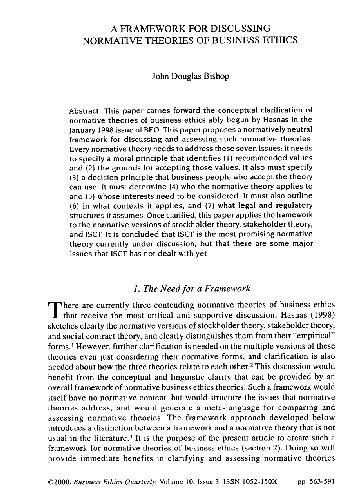 A FRAMEWORK FOR DISCUSSING
NORMATIVE THEORIES OF BUSINESS ETHICS
John Douglas Bishop
Abstract: This paper carries forward the conceptual clarification of
normative theories of business ethics ably begun by Hasnas in the
January 1998 issue of BEQ. This paper proposes a normatively neutral
framework for discussing and assessing such normative theories.
Every normative theory needs to address these seven issues: it needs
to specify a moral principle that identifies (1) recommended values
and (2) the grounds for accepting those values. It also must specify
(3) a decision principle that business people who accept the theory
can use. It must determine (4) who the normative theory applies to
and (5) whose interests need to be considered. It must also outline
(6) in what contexts it applies, and (7) what legal and regulatory
structures it assumes. Once clarified, this paper applies the framework
to the normative versions of stockholder theory, stakeholder theory,
and ISCT. It is concluded that ISCT is the most promising normative
theory currently under discussion, but that there are some major
issues that ISCT has not dealt with yet.
1. The Need for a Framework
There are currently three contending normative theories of business ethics
that receive the most critical and supportive discussion. Hasnas (1998)
sketches clearly the normative versions of stockholder theory, stakeholder theory,
and social contract theory, and clearly distinguishes them from their "empirical"
forms.¹ However, further clarification is needed on the multiple versions of these
theories even just considering their normative forms, and clarification is also
needed about how the three theories relate to each other.² This discussion would
benefit from the conceptual and linguistic clarity that can be provided by an
overall framework of normative business ethics theories. Such a framework would
itself have no normative content, but would structure the issues that normative
theories address, and would generate a meta-language for comparing and
assessing normative theories. The framework approach developed below
introduces a distinction between a framework and a normative theory that is not
usual in the literature.³ It is the purpose of the present article to create such a
framework for normative theories of business ethics (section 2). Doing so will
provide immediate benefits in clarifying and assessing normative theories
©2000. Business Ethics Quarterly, Volume 10, Issue 3. ISSN 1052-150X. pp. 563–591